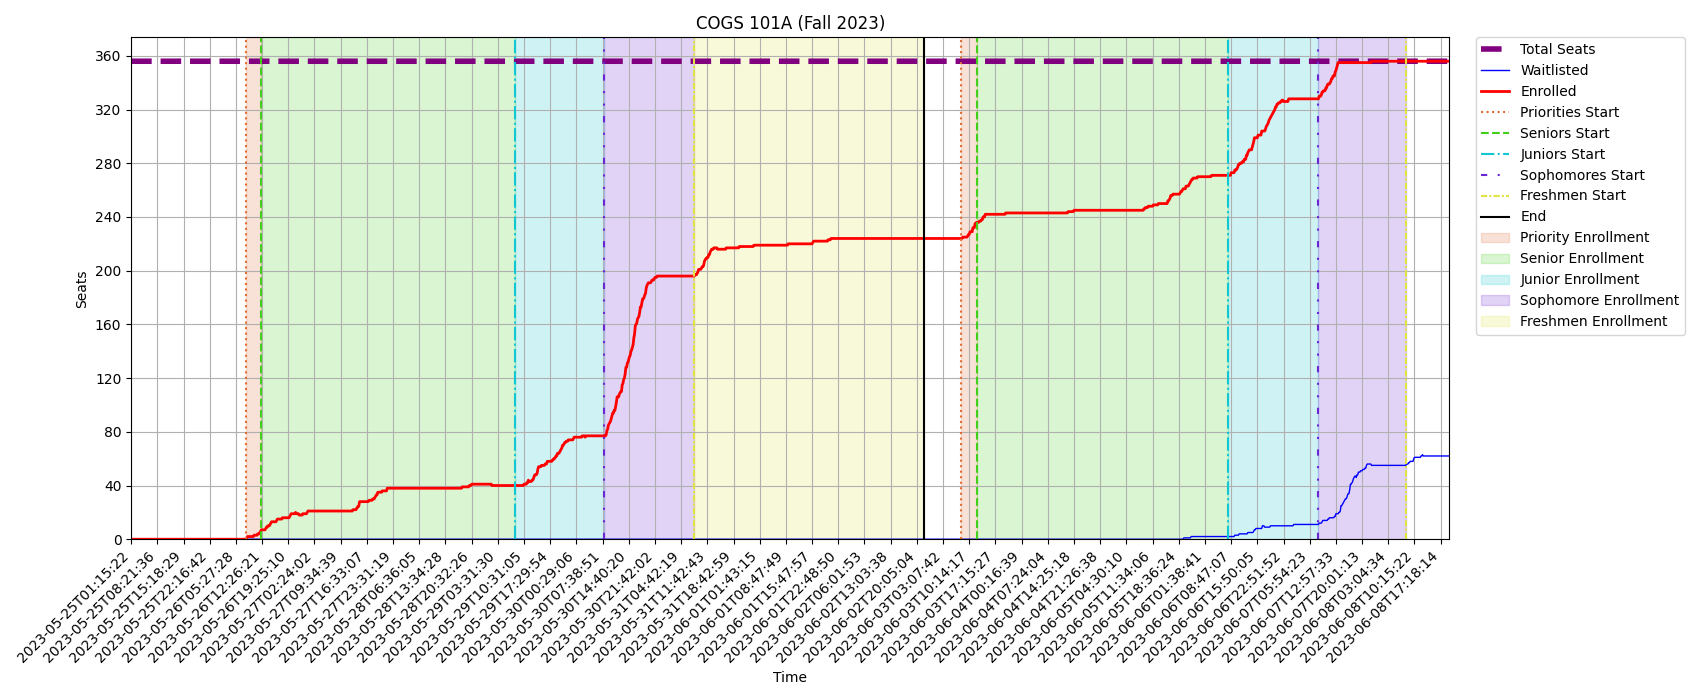 COGS 101A (Fall 2023)
Total Seats
Waitlisted
Enrolled
Priorities Start
Seniors Start
Juniors Start
Sophomores Start
Freshmen Start
End
Priority Enrollment
Senior Enrollment
Junior Enrollment
Sophomore Enrollment
Freshmen Enrollment
Seats
360
320
280
240
200
160
120
80
40
0
2023-05-25T01:15:22
2023-05-25T08:21:36
2023-05-25T15:18:29
2023-05-25T22:16:42
2023-05-26T05:27:28
2023-05-26T12:26:21
2023-05-26T19:25:10
2023-05-27T02:24:02
2023-05-27T09:34:39
2023-05-27T16:33:07
2023-05-27T23:31:19
2023-05-28T06:36:05
2023-05-28T13:34:28
2023-05-28T20:32:26
2023-05-29T03:31:30
2023-05-29T10:31:05
2023-05-29T17:29:54
2023-05-30T00:29:06
2023-05-30T07:38:51
2023-05-30T14:40:20
2023-05-30T21:42:02
2023-05-31T04:42:19
2023-05-31T11:42:43
2023-05-31T18:42:59
2023-06-01T01:43:15
2023-06-01T08:47:49
2023-06-01T15:47:57
2023-06-01T22:48:50
2023-06-02T06:01:53
2023-06-02T13:03:38
2023-06-02T20:05:04
2023-06-03T03:07:42
2023-06-03T10:14:17
2023-06-03T17:15:27
2023-06-04T00:16:39
2023-06-04T07:24:04
2023-06-04T14:25:18
2023-06-04T21:26:38
2023-06-05T04:30:10
2023-06-05T11:34:06
2023-06-05T18:36:24
2023-06-06T01:38:41
2023-06-06T08:47:07
2023-06-06T15:50:05
2023-06-06T22:51:52
2023-06-07T05:54:23
2023-06-07T12:57:33
2023-06-07T20:01:13
2023-06-08T03:04:34
2023-06-08T10:15:22
2023-06-08T17:18:14
Time